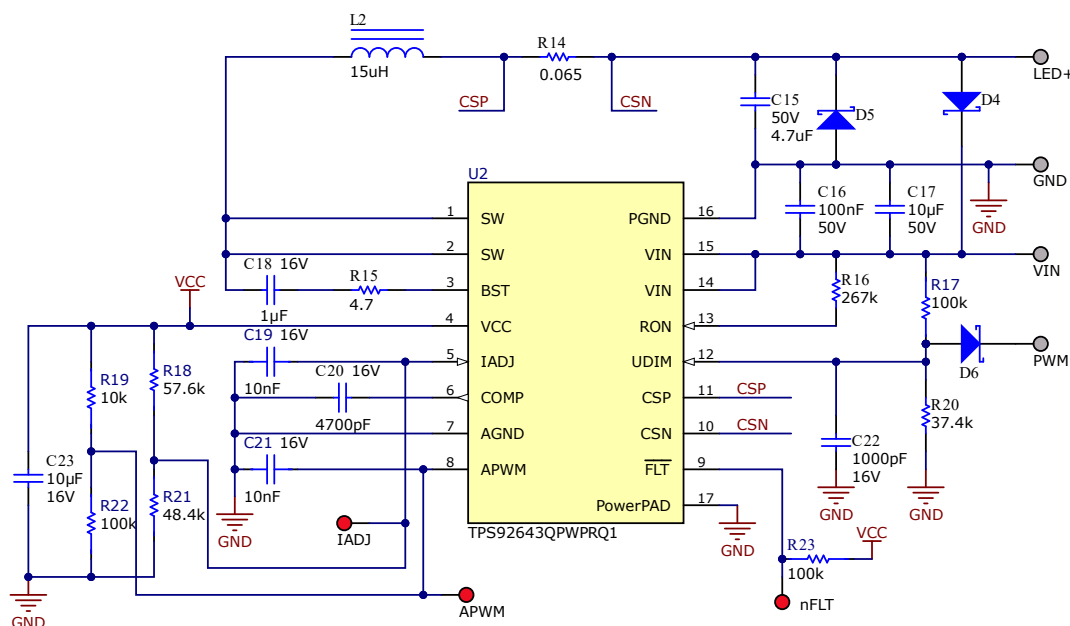 L2
15uH
R14
0.065
CSP
CSN
LED+
C15
50V
4.7uF
D5
D4
GND
U2
1
SW
2
SW
3
BST
4
VCC
5
IADJ
6
COMP
7
AGND
8
APWM
PGND
16
VIN
15
VIN
14
RON
13
UDIM
12
CSP
11
CSP
CSN
10
CSN
FLT
9
PowerPAD
17
TPS92643QPWPRQ1
C16
100nF
50V
C17
10µF
50V
GND
VIN
R16
267k
R17
100k
PWM
D6
R20
37.4k
C22
1000pF
16V
GND
GND
GND
R23
100k
VCC
nFLT
C18 16V
1µF
R15
4.7
VCC
C19 16V
10nF
C20 16V
4700pF
C21 16V
10nF
GND
R19
10k
R18
57.6k
C23
10µF
16V
R22
100k
R21
48.4k
GND
IADJ
APWM